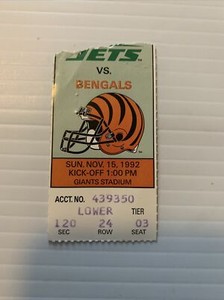 JETS
VS.
BENGALS
SUN. NOV. 15, 1992
KICK-OFF 1:00 PM
GIANTS STADIUM
ACCT. NO. 439350
LOWER TIER
120 24 03
SEC ROW SEAT